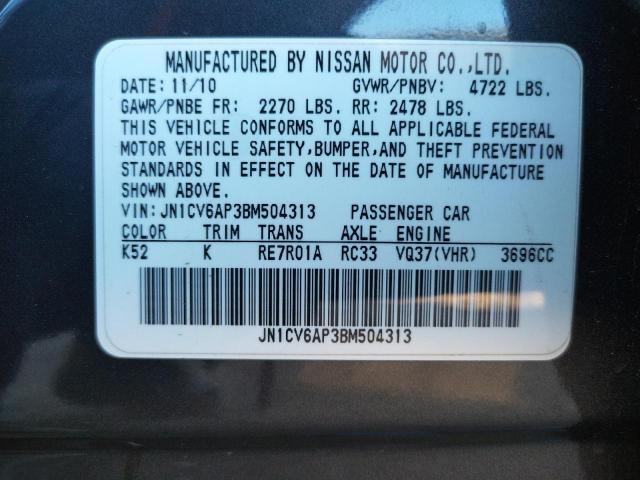 MANUFACTURED BY NISSAN MOTOR CO.,LTD.
DATE: 11/10 GVWR/PNBV: 4722 LBS.
GAWR/PNBE FR: 2270 LBS. RR: 2478 LBS.
THIS VEHICLE CONFORMS TO ALL APPLICABLE FEDERAL
MOTOR VEHICLE SAFETY,BUMPER,AND THEFT PREVENTION
STANDARDS IN EFFECT ON THE DATE OF MANUFACTURE
SHOWN ABOVE.
VIN:JN1CV6AP3BM504313 PASSENGER CAR
COLOR TRIM TRANS AXLE ENGINE
K52 K RE7R01A RC33 VQ37(VHR) 3696CC
JN1CV6AP3BM504313